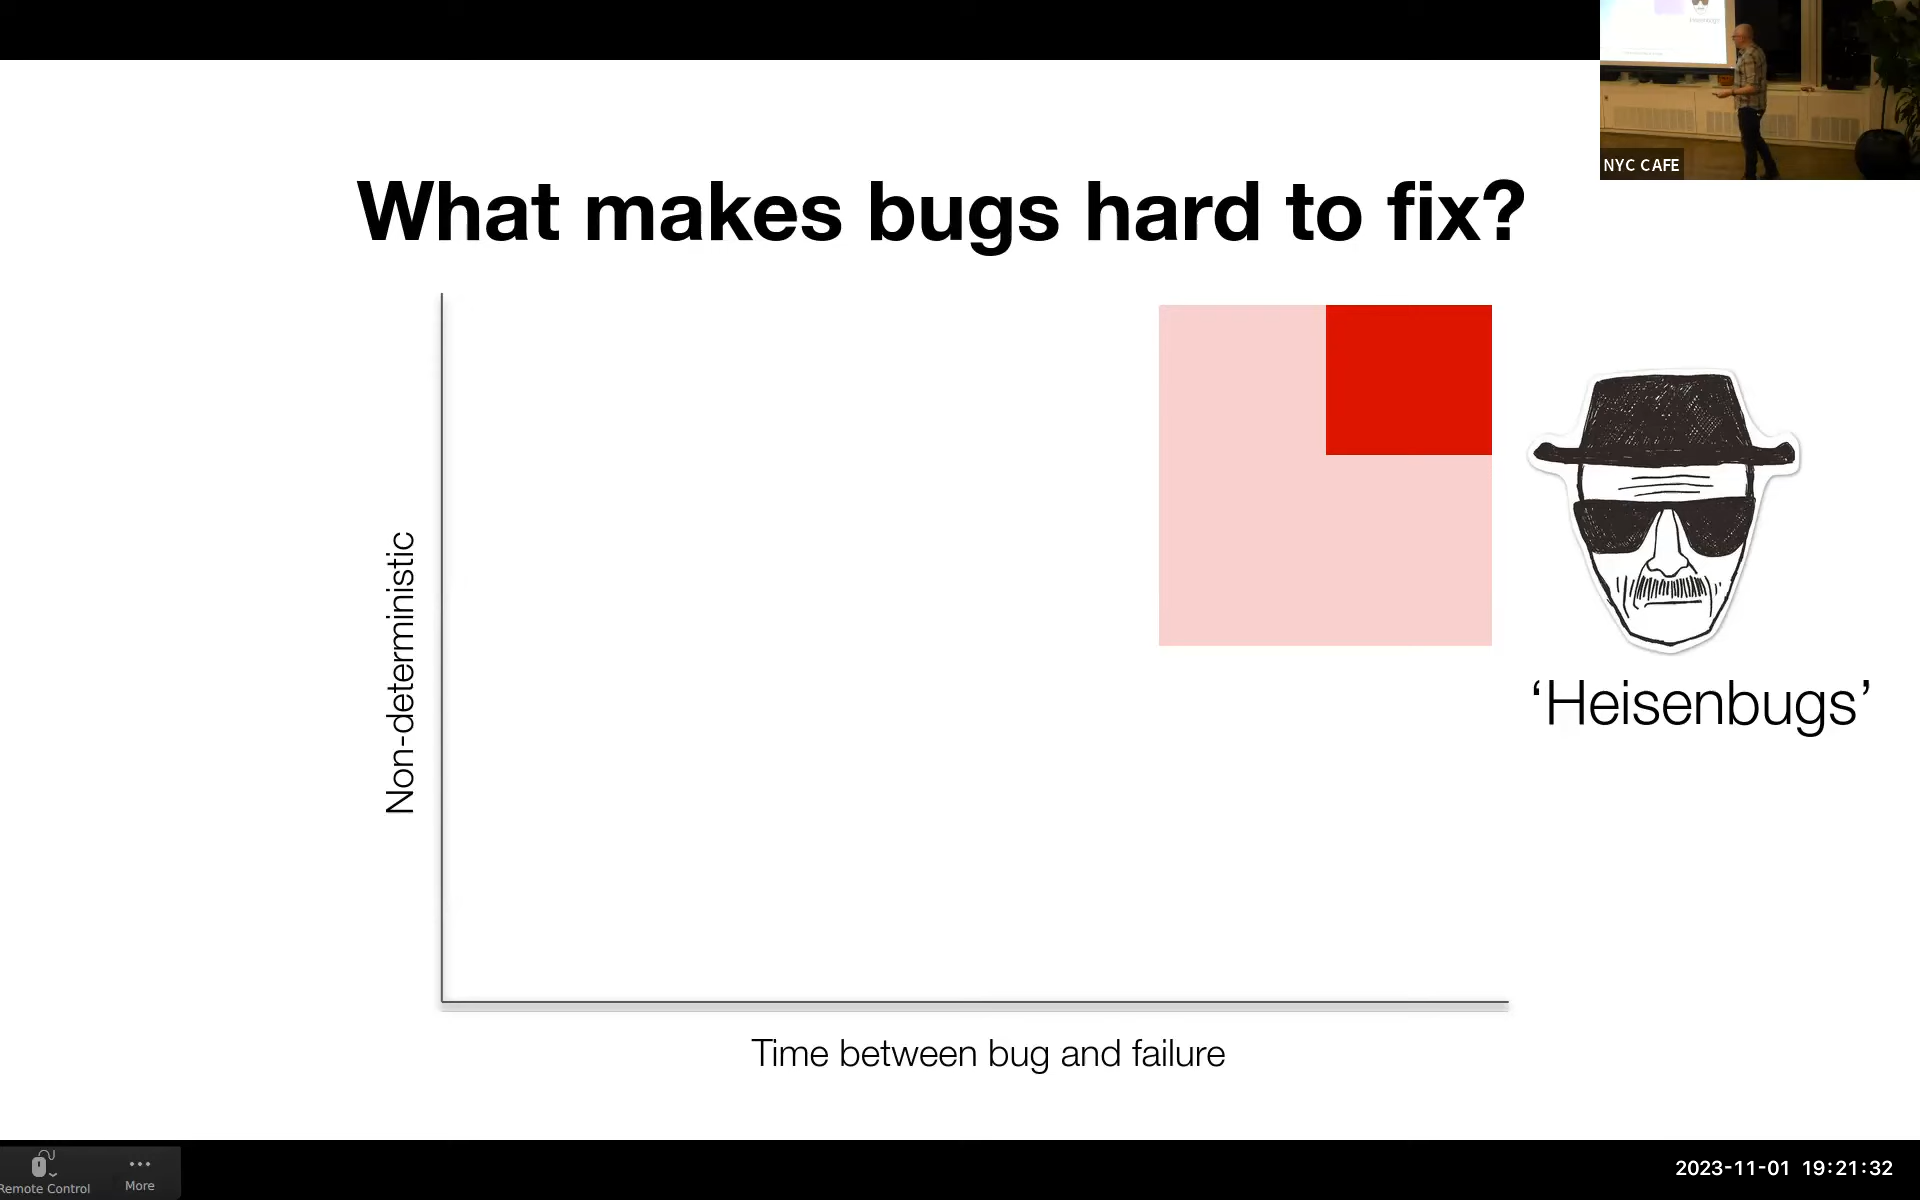 NYC CAFE
What makes bugs hard to fix?
Non-deterministic
‘Heisenbugs’
Time between bug and failure
Remote Control
More
2023-11-01 19:21:32